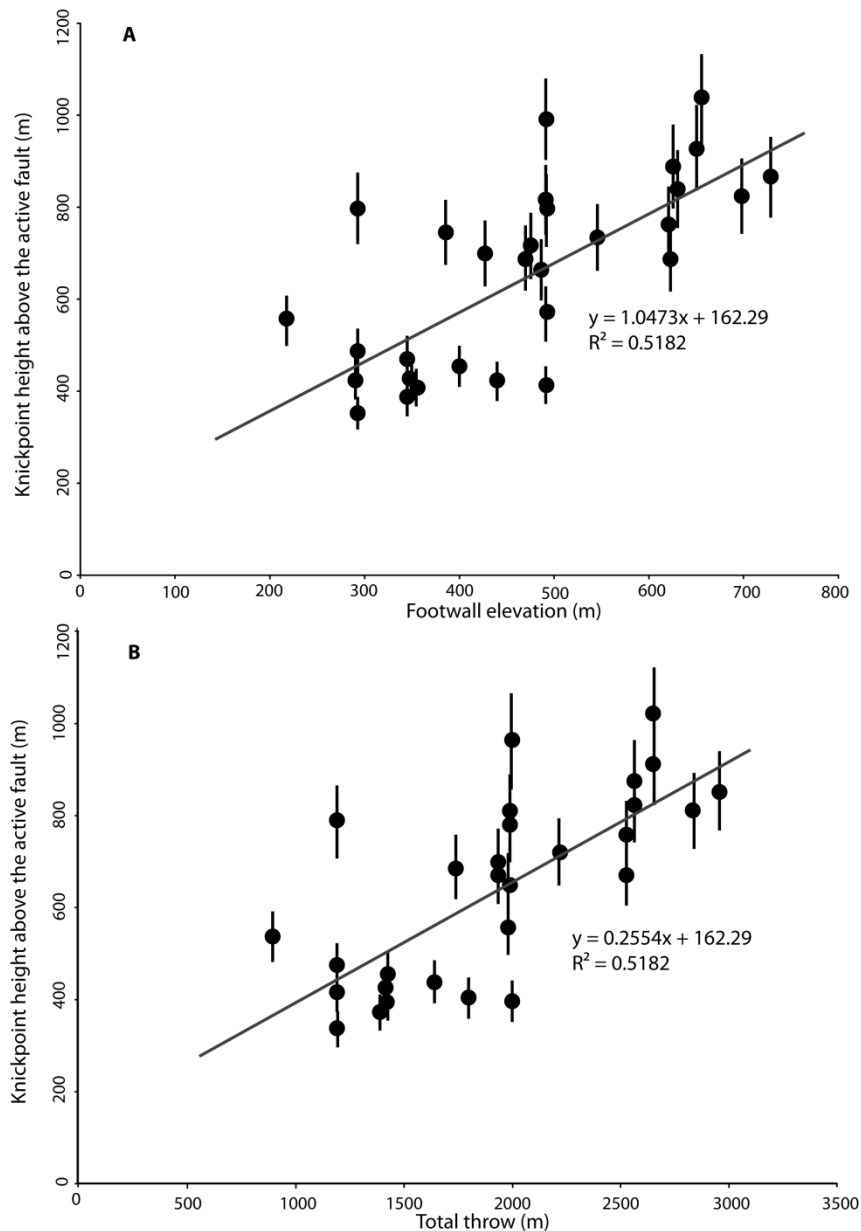 A
Knickpoint height above the active fault (m)
1200
1000
800
600
400
200
0
y = 1.0473x + 162.29
R² = 0.5182
0 100 200 300 400 500 600 700 800
Footwall elevation (m)
B
Knickpoint height above the active fault (m)
1200
1000
800
600
400
200
0
y = 0.2554x + 162.29
R² = 0.5182
0 500 1000 1500 2000 2500 3000 3500
Total throw (m)